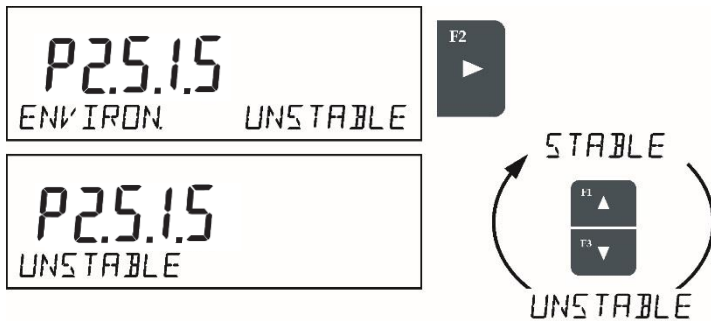 P2.5.1.5
ENVIRON. UNSTABLE
F2
P2.5.1.5
UNSTABLE
STABLE
F1
F3
UNSTABLE